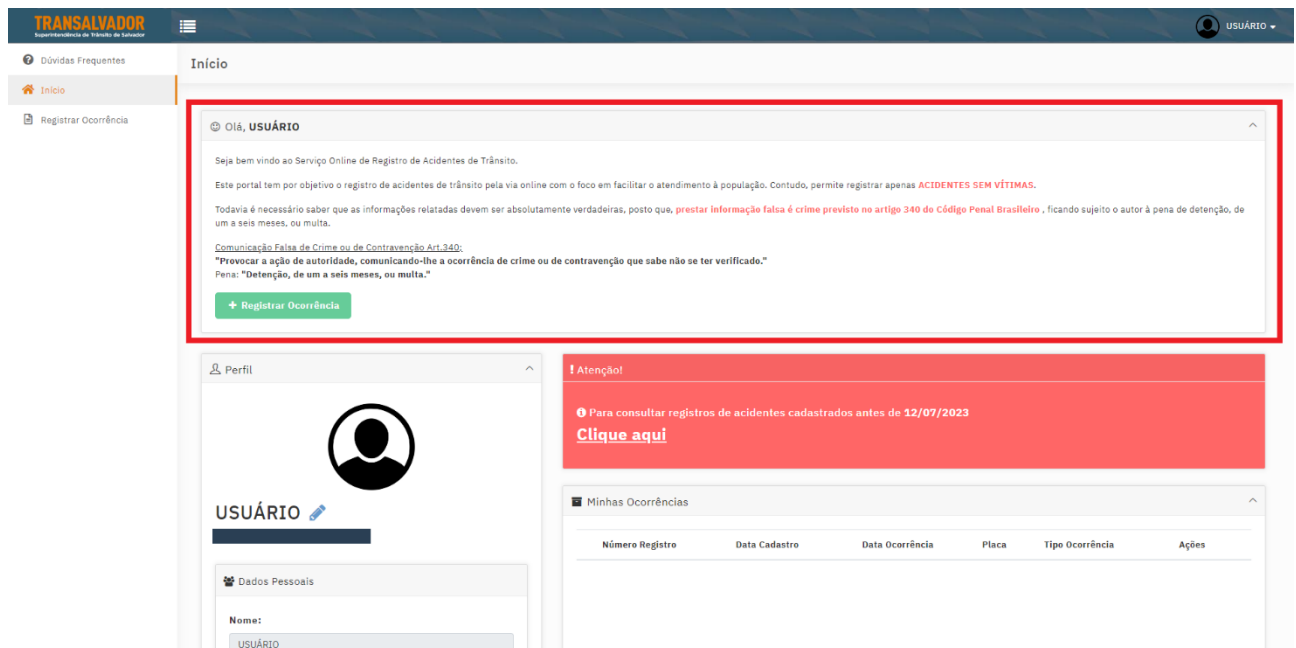 TRANSALVADOR
Superintendência de Trânsito de Salvador
USUÁRIO
Dúvidas Frequentes
Início
Registrar Ocorrência
Início
Olá, USUÁRIO
Seja bem vindo ao Serviço Online de Registro de Acidentes de Trânsito.
Este portal tem por objetivo o registro de acidentes de trânsito pela via online com o foco em facilitar o atendimento à população. Contudo, permite registrar apenas ACIDENTES SEM VÍTIMAS.
Todavia é necessário saber que as informações relatadas devem ser absolutamente verdadeiras, posto que, prestar informação falsa é crime previsto no artigo 340 do Código Penal Brasileiro , ficando sujeito o autor à pena de detenção, de
um a seis meses, ou multa.
Comunicação Falsa de Crime ou de Contravenção Art.340:
"Provocar a ação de autoridade, comunicando-lhe a ocorrência de crime ou de contravenção que sabe não se ter verificado."
Pena: "Detenção, de um a seis meses, ou multa."
+ Registrar Ocorrência
Perfil
USUÁRIO
Dados Pessoais
Nome:
USUÁRIO
! Atenção!
Para consultar registros de acidentes cadastrados antes de 12/07/2023
Clique aqui
Minhas Ocorrências
Número Registro Data Cadastro Data Ocorrência Placa Tipo Ocorrência Ações